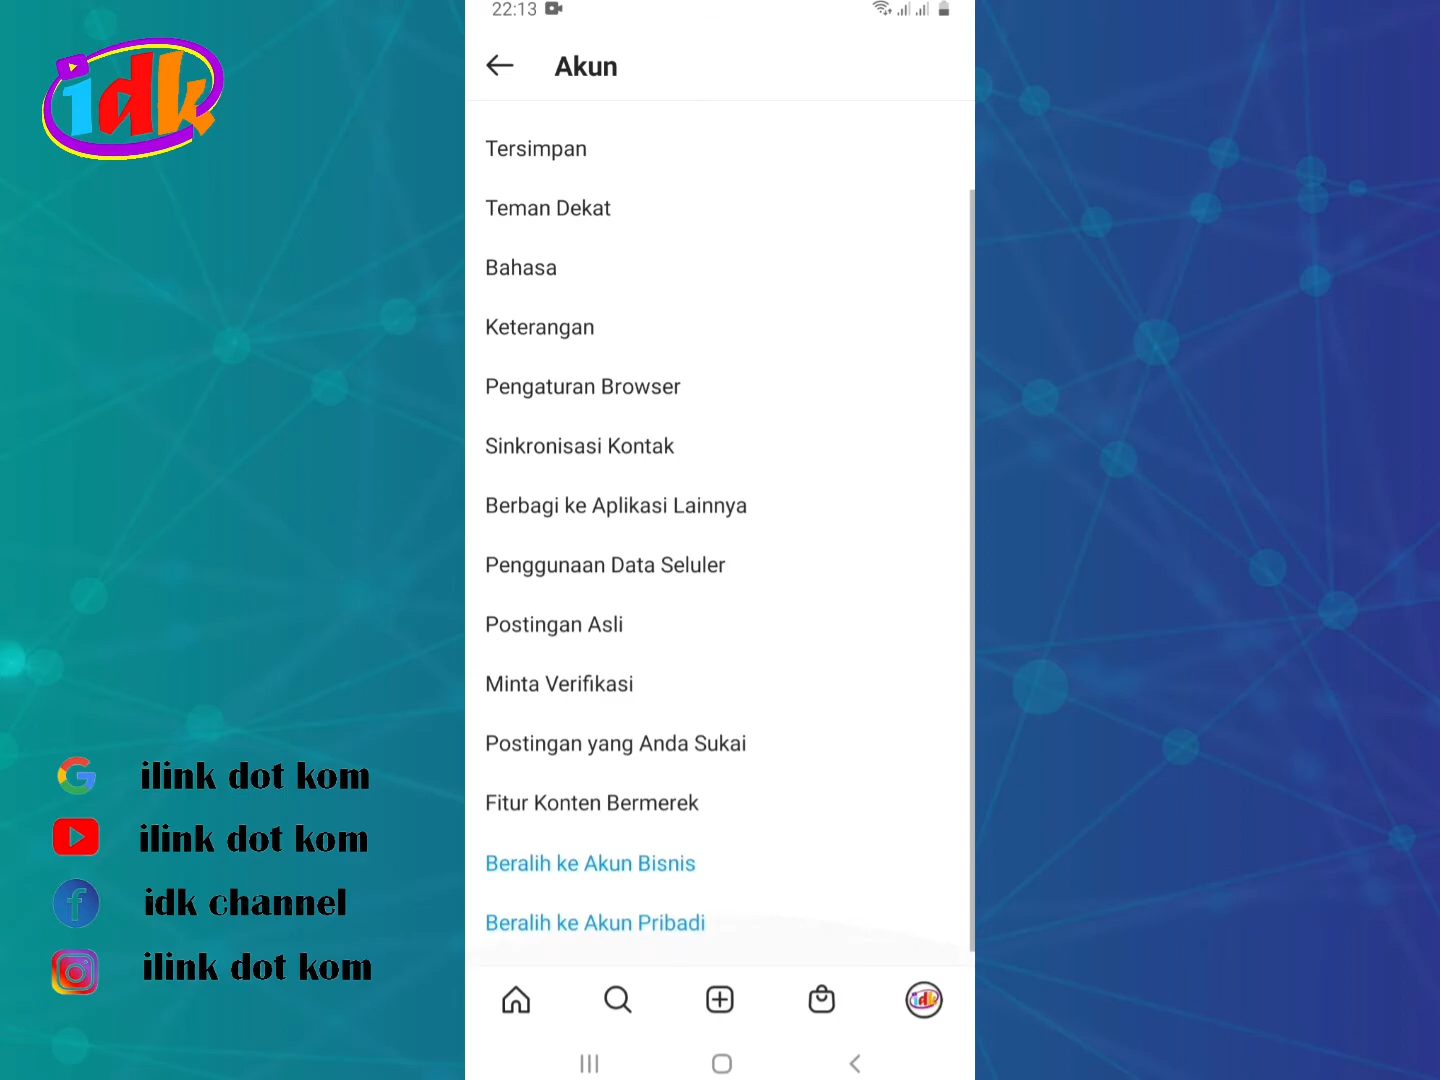 22:13
idk
Akun
Tersimpan
Teman Dekat
Bahasa
Keterangan
Pengaturan Browser
Sinkronisasi Kontak
Berbagi ke Aplikasi Lainnya
Penggunaan Data Seluler
Postingan Asli
Minta Verifikasi
Postingan yang Anda Sukai
Fitur Konten Bermerek
Beralih ke Akun Bisnis
Beralih ke Akun Pribadi
ilink dot kom
ilink dot kom
idk channel
ilink dot kom
idk